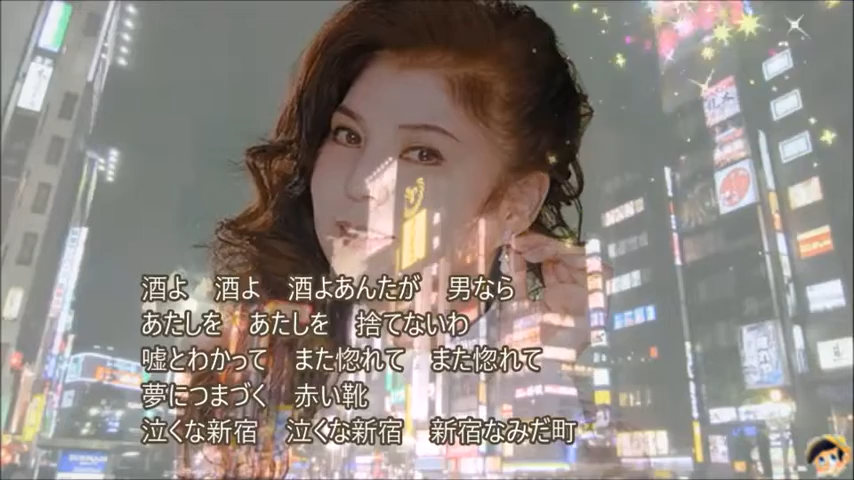 酒よ　酒よ　酒よあんたが　男なら
あたしを　あたしを　捨てないわ
嘘とわかって　また惚れて　また惚れて
夢につまづく　赤い靴
泣くな新宿　泣くな新宿　新宿なみだ町